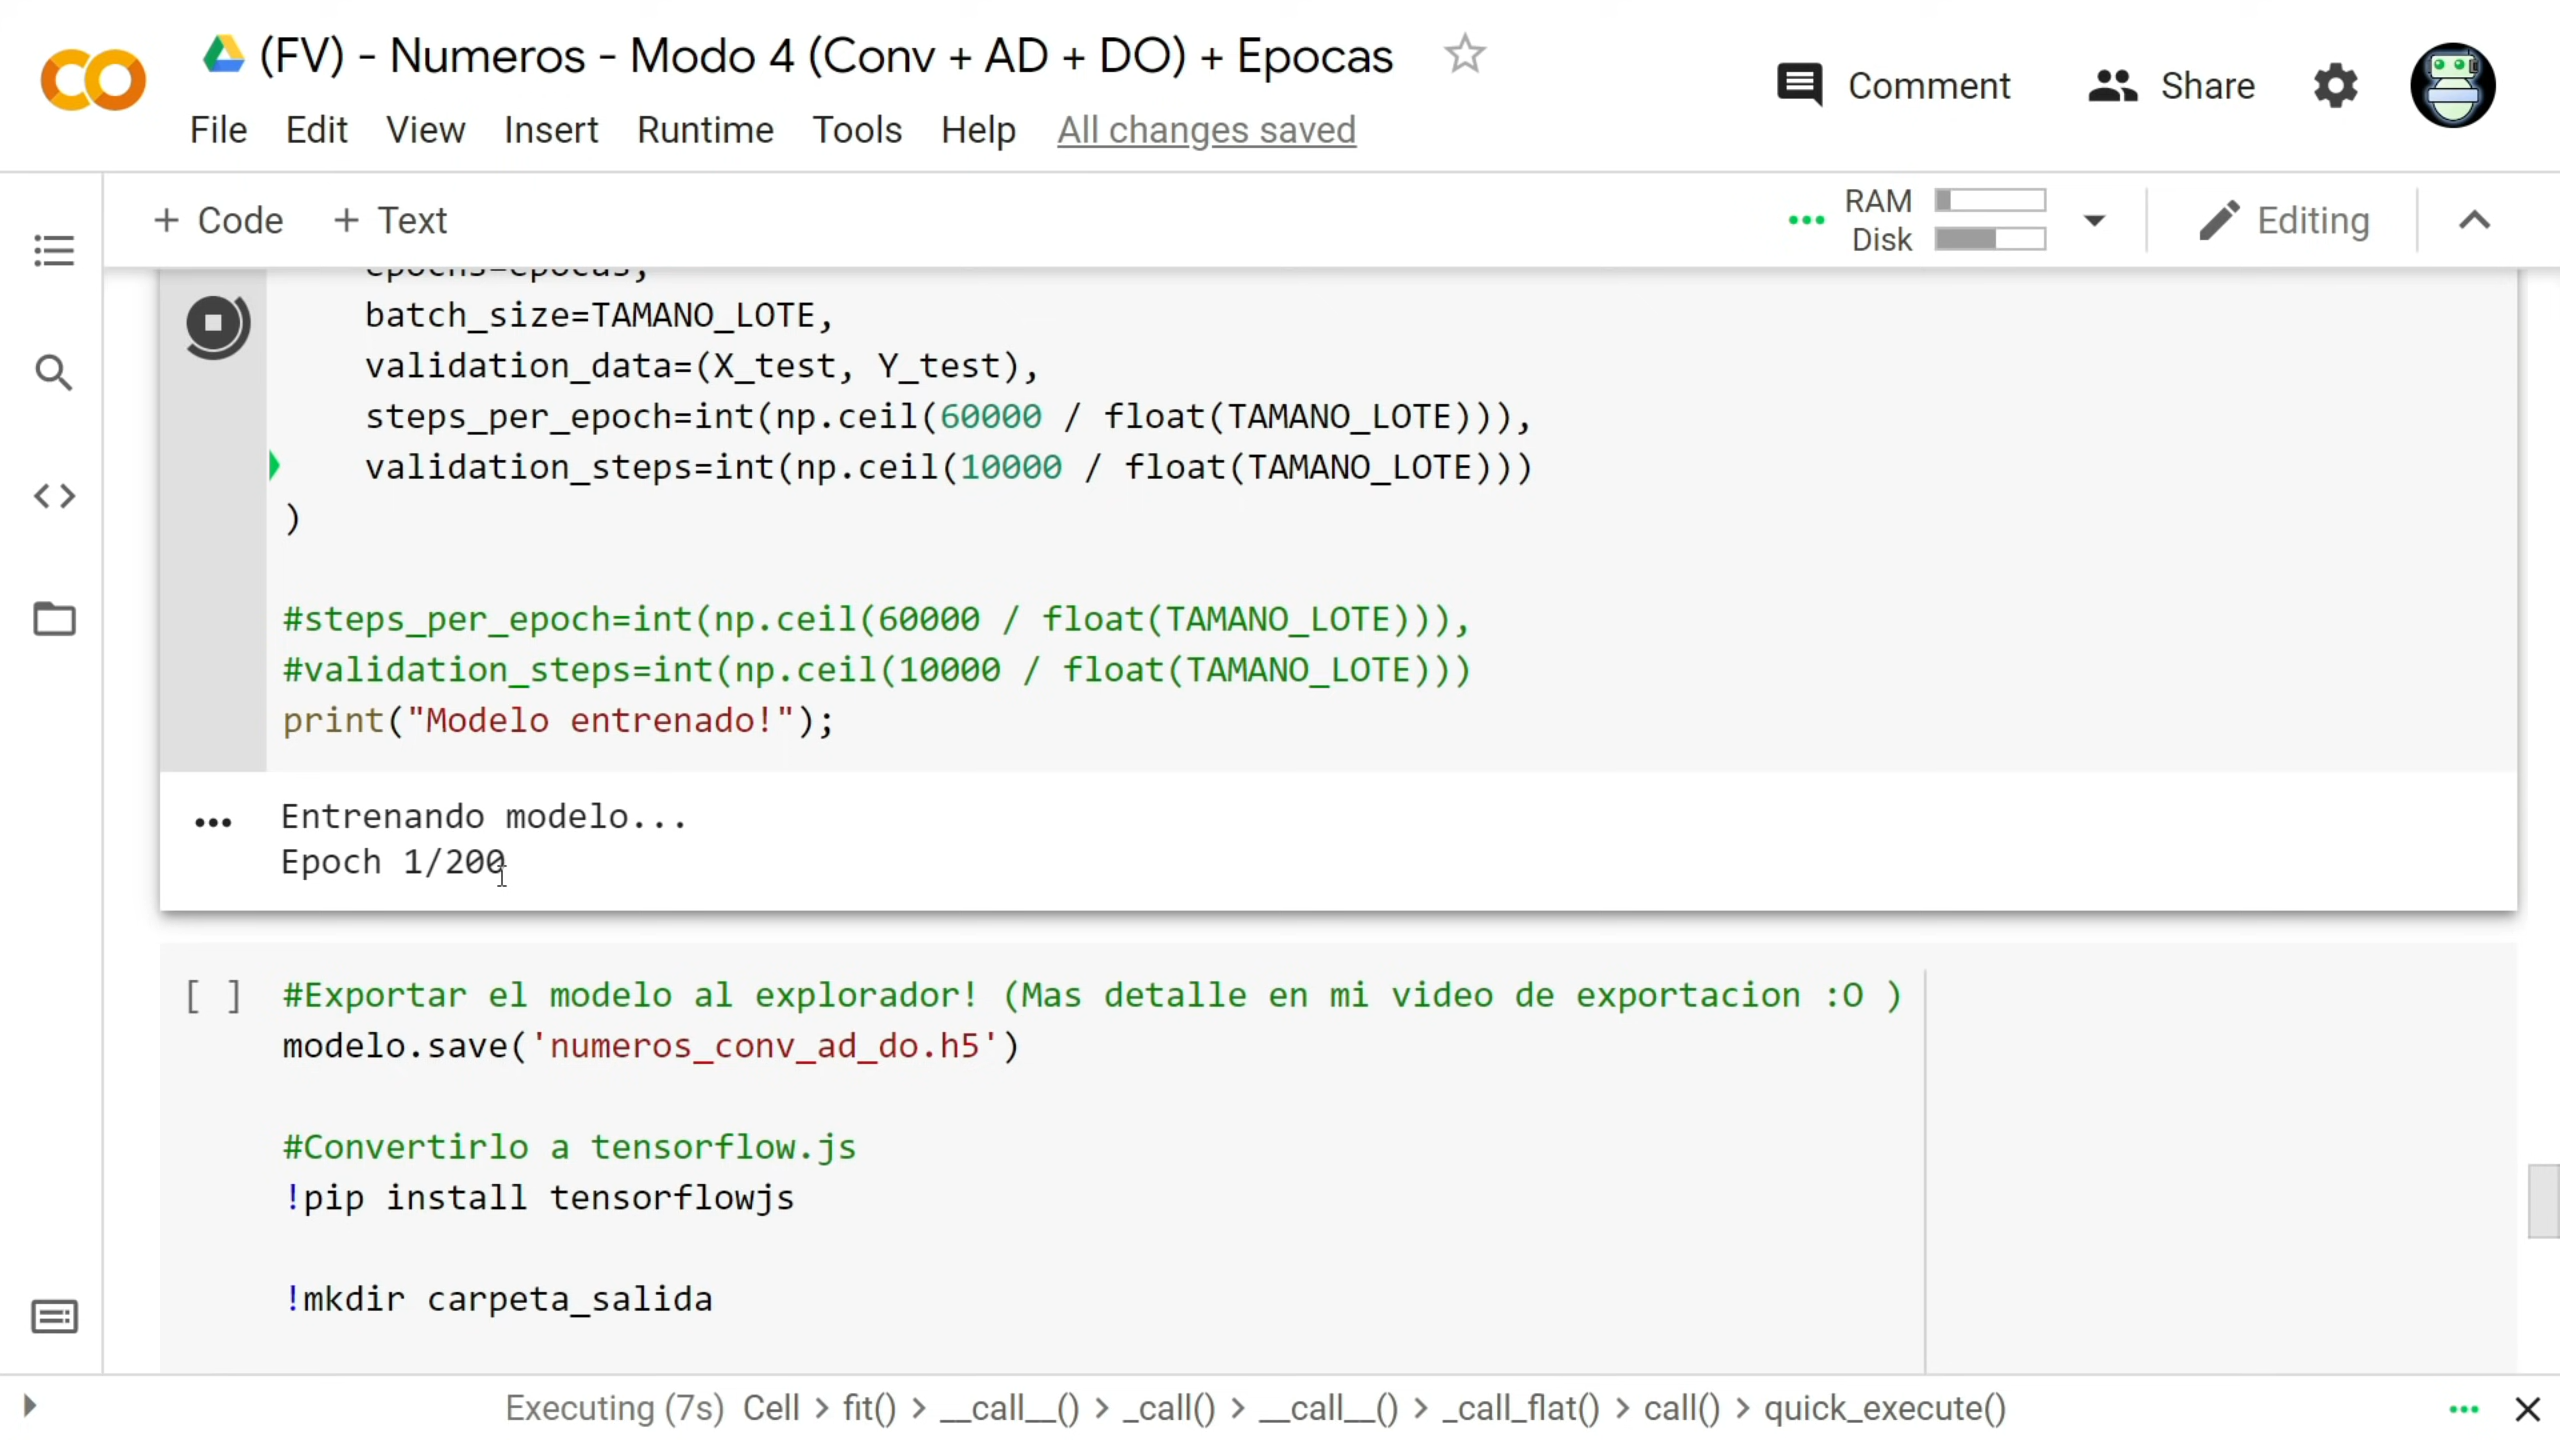 (FV) - Numeros - Modo 4 (Conv + AD + DO) + Epocas
Comment
Share
File Edit View Insert Runtime Tools Help All changes saved
+ Code + Text
RAM
Disk
Editing
epochs=epocas,
batch_size=TAMANO_LOTE,
validation_data=(X_test, Y_test),
steps_per_epoch=int(np.ceil(60000 / float(TAMANO_LOTE))),
validation_steps=int(np.ceil(10000 / float(TAMANO_LOTE)))
)
#steps_per_epoch=int(np.ceil(60000 / float(TAMANO_LOTE))),
#validation_steps=int(np.ceil(10000 / float(TAMANO_LOTE)))
print("Modelo entrenado!");
Entrenando modelo...
Epoch 1/200
[ ] #Exportar el modelo al explorador! (Mas detalle en mi video de exportacion :O )
modelo.save('numeros_conv_ad_do.h5')
#Convertirlo a tensorflow.js
!pip install tensorflowjs
!mkdir carpeta_salida
Executing (7s) Cell > fit() > __call__() > _call() > __call__() > _call_flat() > call() > quick_execute()